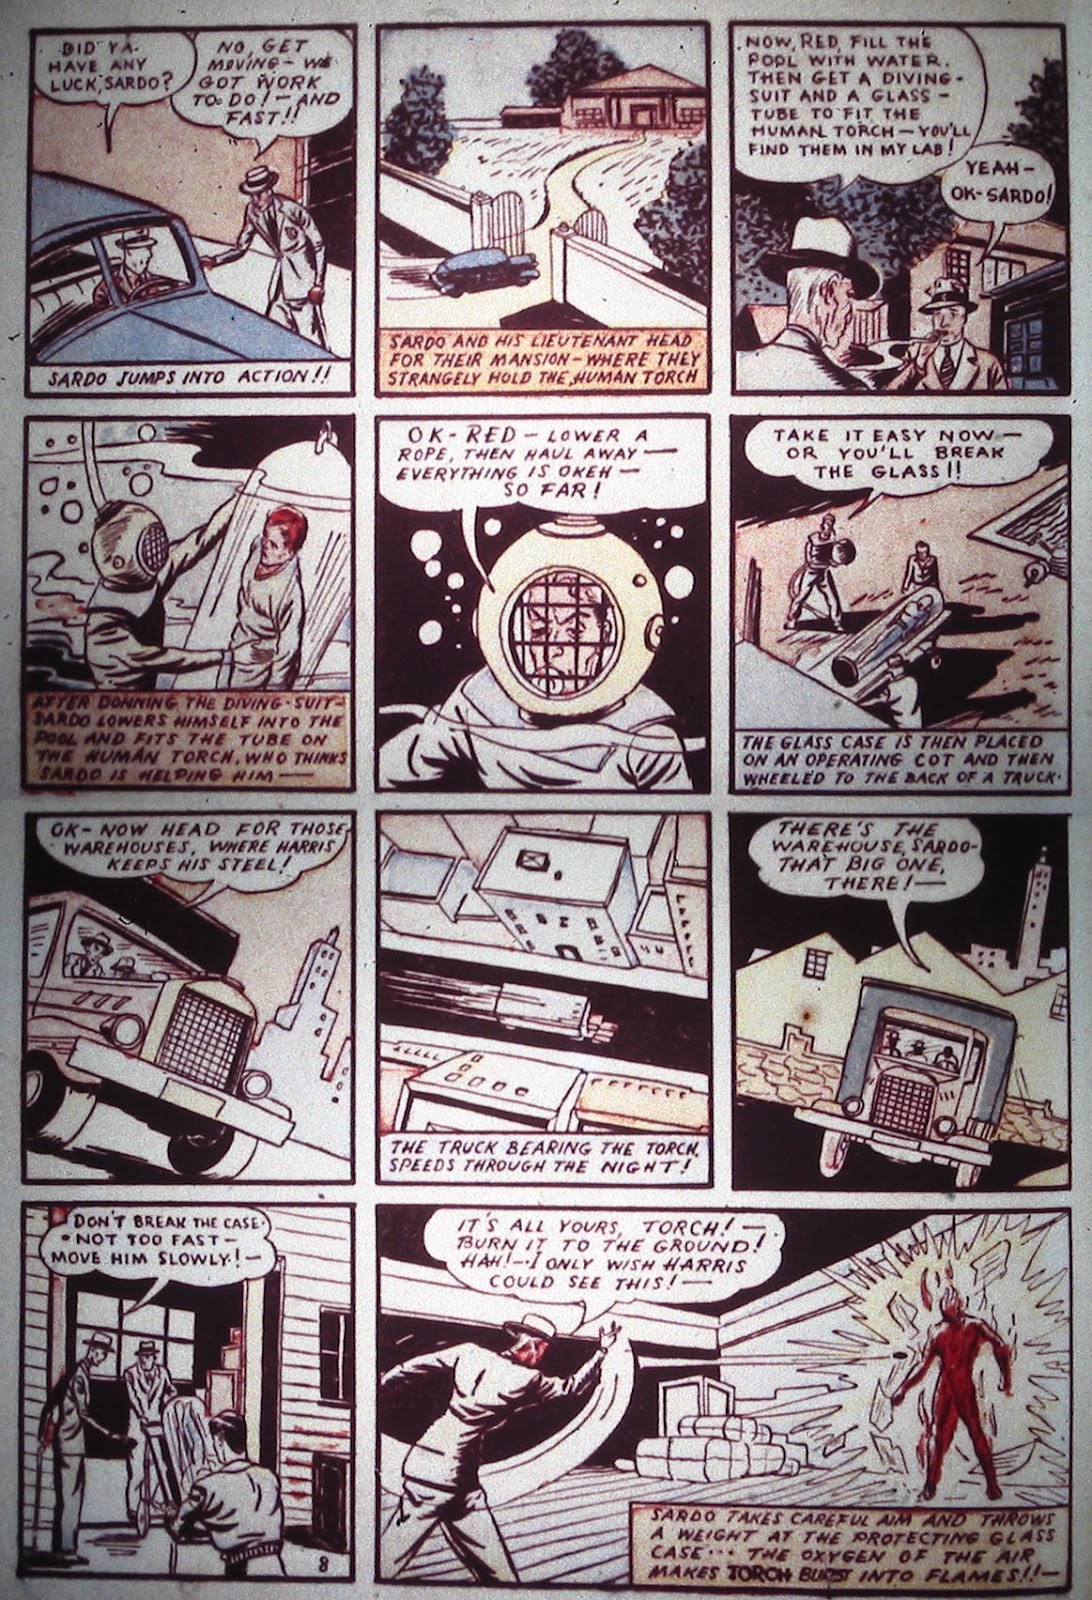 DID YA
HAVE ANY
LUCK, SARDO?
NO, GET
MOVING - WE
GOT WORK
TO DO! - AND
FAST!!
SARDO JUMPS INTO ACTION!!
SARDO AND HIS LIEUTENANT HEAD
FOR THEIR MANSION - WHERE THEY
STRANGELY HOLD THE HUMAN TORCH
NOW, RED, FILL THE
POOL WITH WATER.
THEN GET A DIVING-
SUIT AND A GLASS -
TUBE TO FIT THE
HUMAN TORCH - YOU'LL
FIND THEM IN MY LAB!
YEAH -
OK - SARDO!
AFTER DONNING THE DIVING-SUIT -
SARDO LOWERS HIMSELF INTO THE
POOL AND FITS THE TUBE ON
THE HUMAN TORCH, WHO THINKS
SARDO IS HELPING HIM -
OK - RED - LOWER A
ROPE, THEN HAUL AWAY -
EVERYTHING IS OKEH -
SO FAR!
TAKE IT EASY NOW -
OR YOU'LL BREAK
THE GLASS!!
THE GLASS CASE IS THEN PLACED
ON AN OPERATING COT AND THEN
WHEELE'D TO THE BACK OF A TRUCK.
OK - NOW HEAD FOR THOSE
WAREHOUSES, WHERE HARRIS
KEEPS HIS STEEL!
THE TRUCK BEARING THE TORCH,
SPEEDS THROUGH THE NIGHT!
THERE'S THE
WAREHOUSE, SARDO-
THAT BIG ONE,
THERE! -
DON'T BREAK THE CASE.
NOT TOO FAST -
MOVE HIM SLOWLY! -
8
IT'S ALL YOURS, TORCH! -
BURN IT TO THE GROUND!
HAH! - I ONLY WISH HARRIS
COULD SEE THIS! -
SARDO TAKES CAREFUL AIM AND THROWS
A WEIGHT AT THE PROTECTING GLASS
CASE... THE OXYGEN OF THE AIR
MAKES TORCH BURST INTO FLAMES!! -